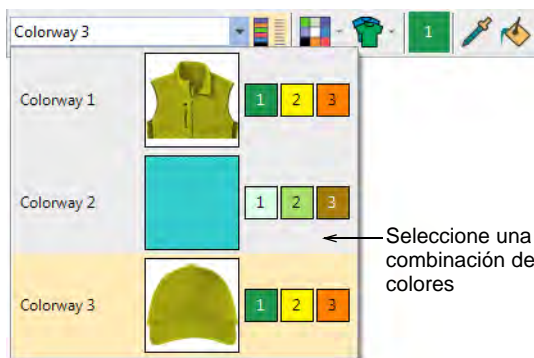 Colorway 3
1
Colorway 1
1 2 3
Colorway 2
1 2 3
Seleccione una
combinación de
colores
Colorway 3
1 2 3